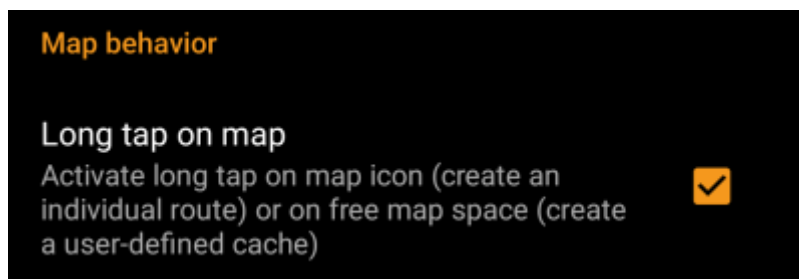 Map behavior
Long tap on map
Activate long tap on map icon (create an
individual route) or on free map space (create
a user-defined cache)